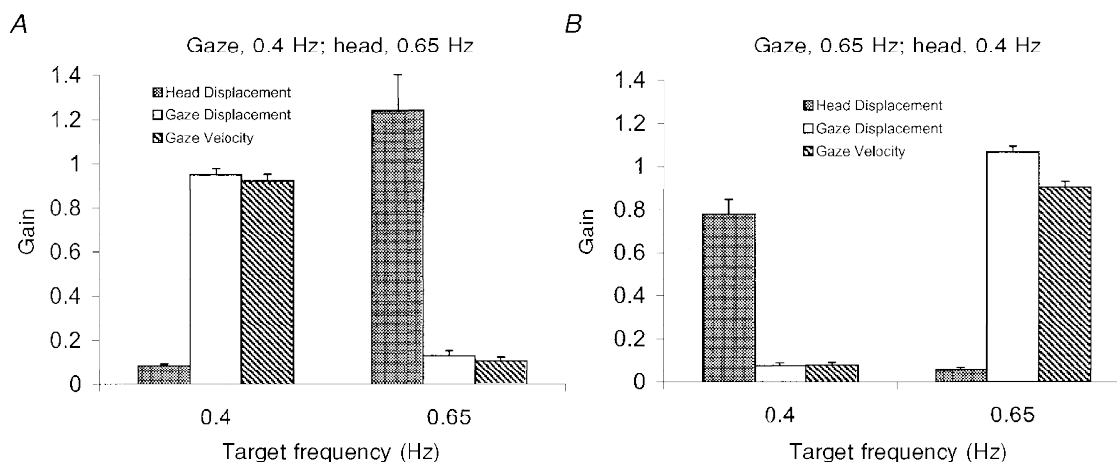 A
Gaze, 0.4 Hz; head, 0.65 Hz
1.4
1.2
1
0.8
0.6
0.4
0.2
0
Gain
Head Displacement
Gaze Displacement
Gaze Velocity
0.4
0.65
Target frequency (Hz)
B
Gaze, 0.65 Hz; head, 0.4 Hz
1.4
1.2
1
0.8
0.6
0.4
0.2
0
Gain
Head Displacement
Gaze Displacement
Gaze Velocity
0.4
0.65
Target frequency (Hz)